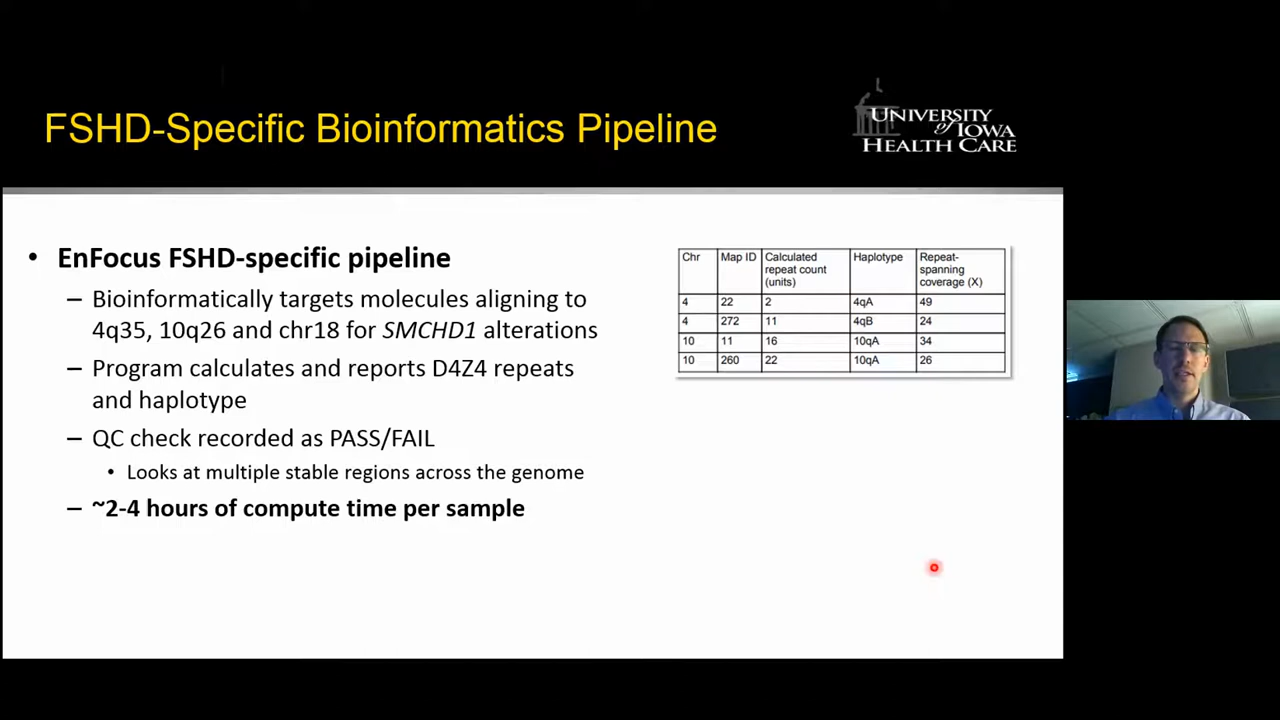 FSHD-Specific Bioinformatics Pipeline
UNIVERSITY
of IOWA
HEALTH CARE
• EnFocus FSHD-specific pipeline
– Bioinformatically targets molecules aligning to
4q35, 10q26 and chr18 for SMCHD1 alterations
– Program calculates and reports D4Z4 repeats
and haplotype
– QC check recorded as PASS/FAIL
• Looks at multiple stable regions across the genome
– ~2-4 hours of compute time per sample
Chr Map ID Calculated repeat count (units) Haplotype Repeat-spanning coverage (X)
4 22 2 4qA 49
4 272 11 4qB 24
10 11 16 10qA 34
10 260 22 10qA 26